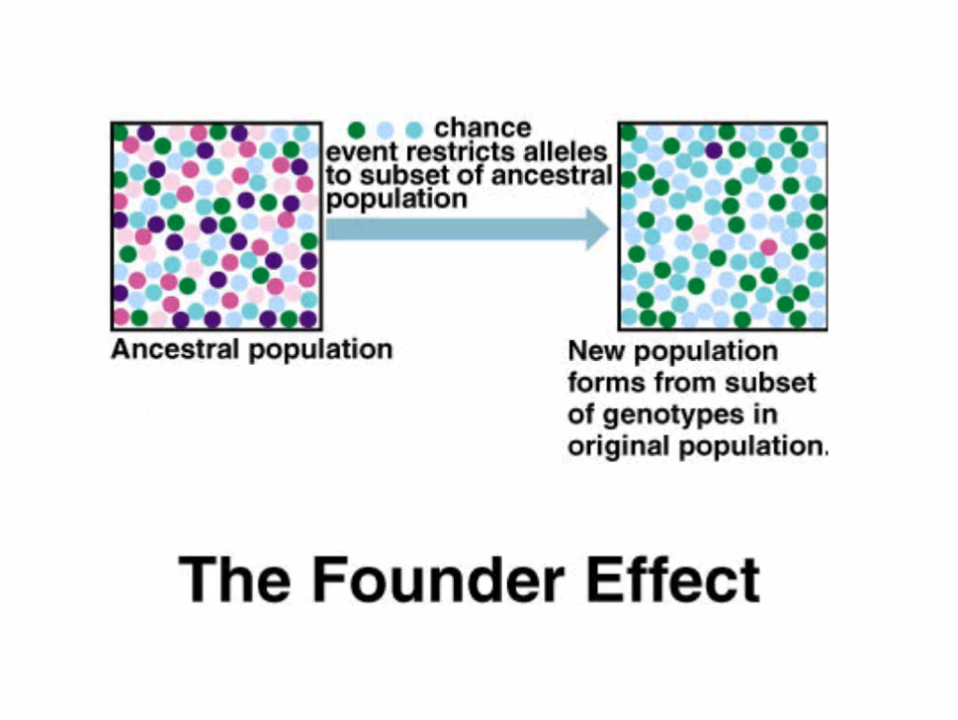 chance
event restricts alleles
to subset of ancestral
population
Ancestral population
New population
forms from subset
of genotypes in
original population.
The Founder Effect